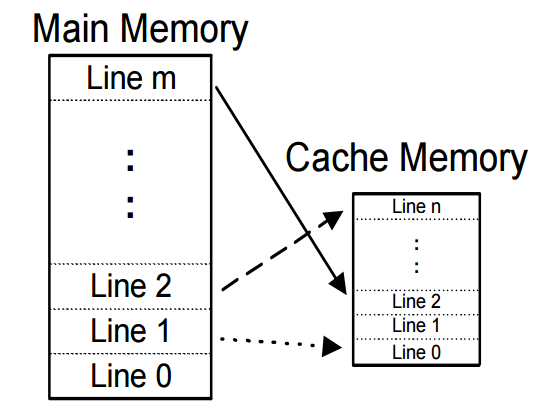 Main Memory
Line m
:
:
Line 2
Line 1
Line 0
Cache Memory
Line n
:
:
Line 2
Line 1
Line 0